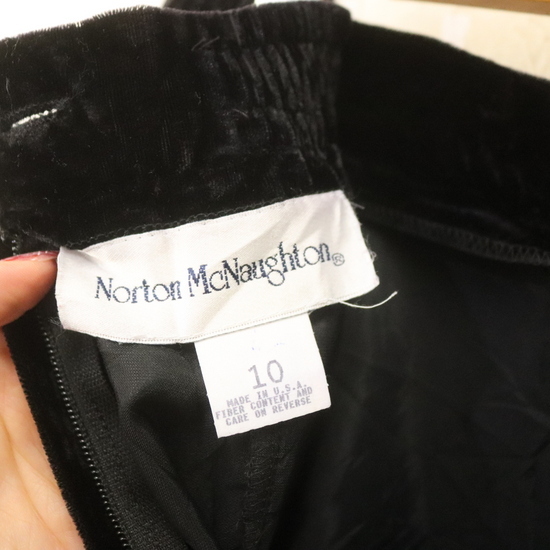 Norton McNaughton®
10
MADE IN U.S.A.
FIBER CONTENT AND
CARE ON REVERSE